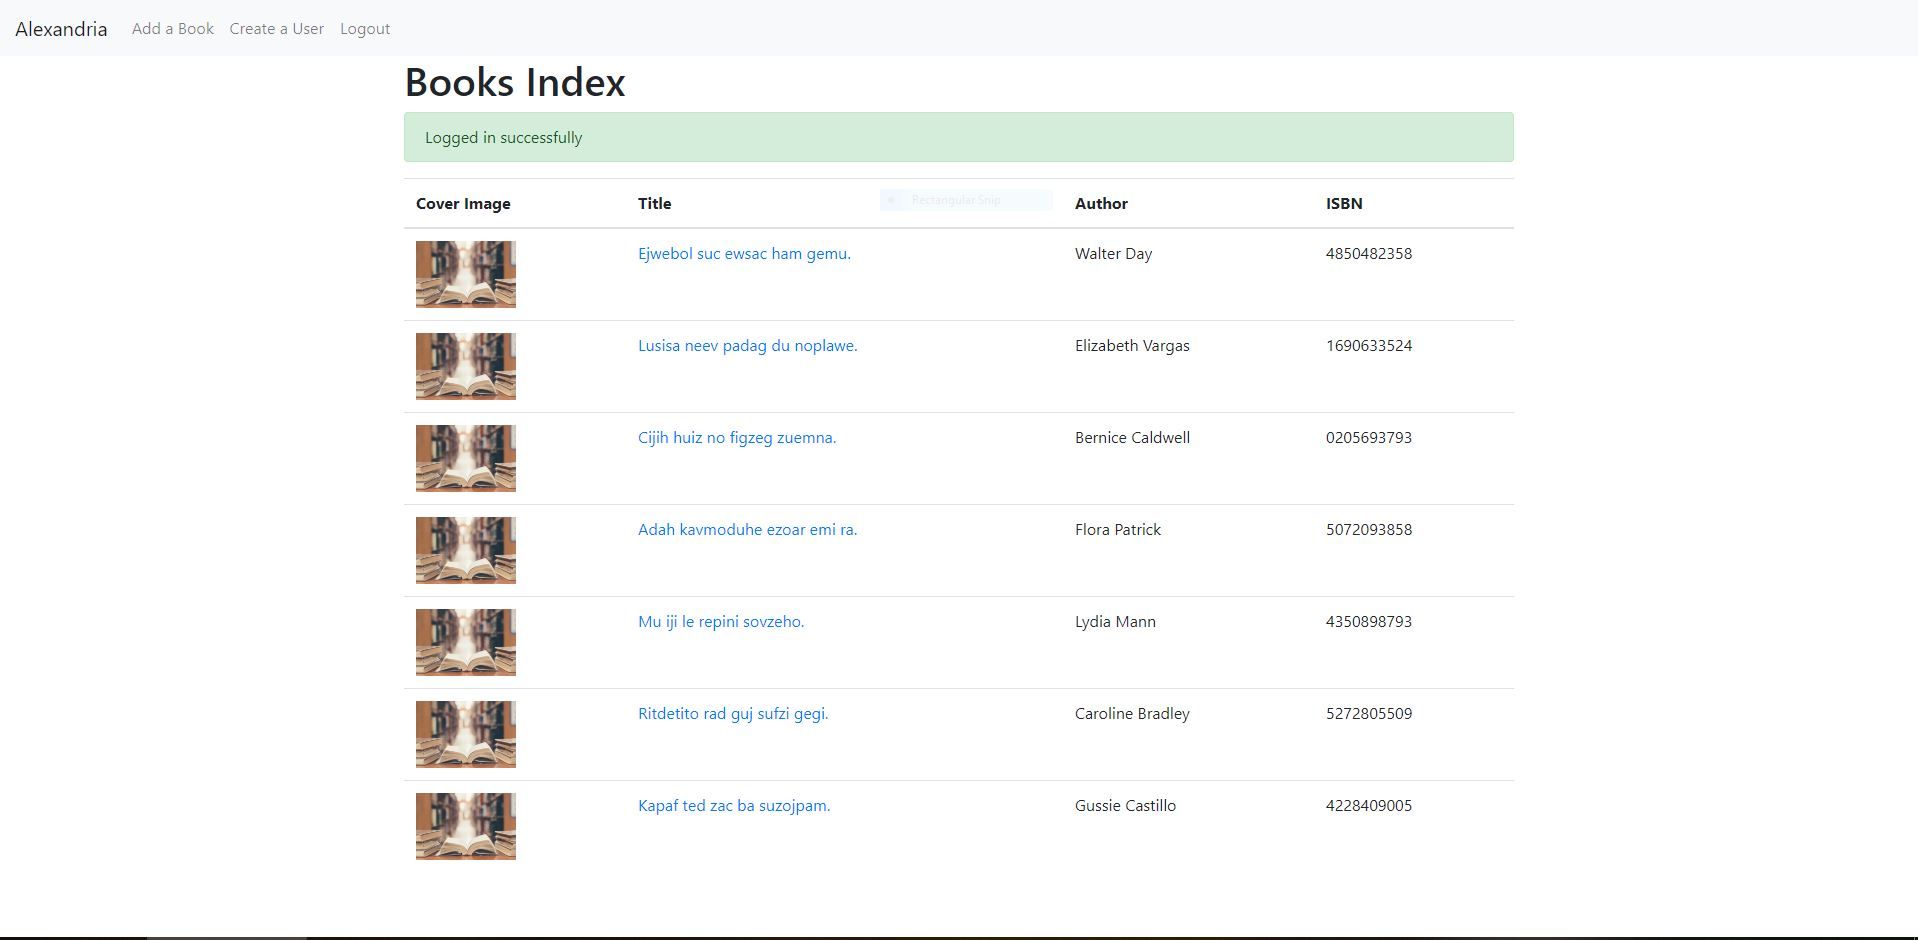 Alexandria Add a Book Create a User Logout
Books Index
Logged in successfully
Cover Image Title Rectangular Snip Author ISBN
Ejwebol suc ewsac ham gemu. Walter Day 4850482358
Lusisa neev padag du noplawe. Elizabeth Vargas 1690633524
Cijih huiz no figzeg zuemna. Bernice Caldwell 0205693793
Adah kavmoduhe ezoar emi ra. Flora Patrick 5072093858
Mu iji le repini sovzeho. Lydia Mann 4350898793
Ritdetito rad guj sufzi gegi. Caroline Bradley 5272805509
Kapaf ted zac ba suzojpam. Gussie Castillo 4228409005